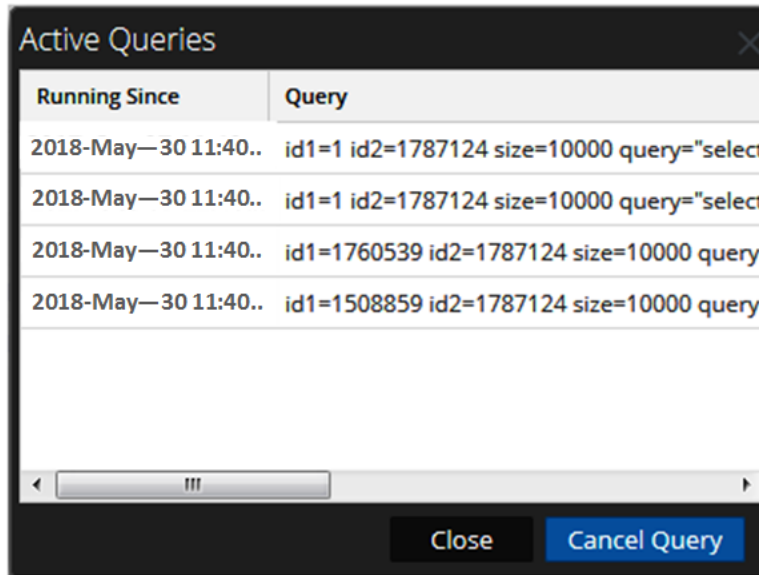 Active Queries
Running Since Query
2018-May—30 11:40.. id1=1 id2=1787124 size=10000 query="select
2018-May—30 11:40.. id1=1 id2=1787124 size=10000 query="select
2018-May—30 11:40.. id1=1760539 id2=1787124 size=10000 query
2018-May—30 11:40.. id1=1508859 id2=1787124 size=10000 query
Close Cancel Query